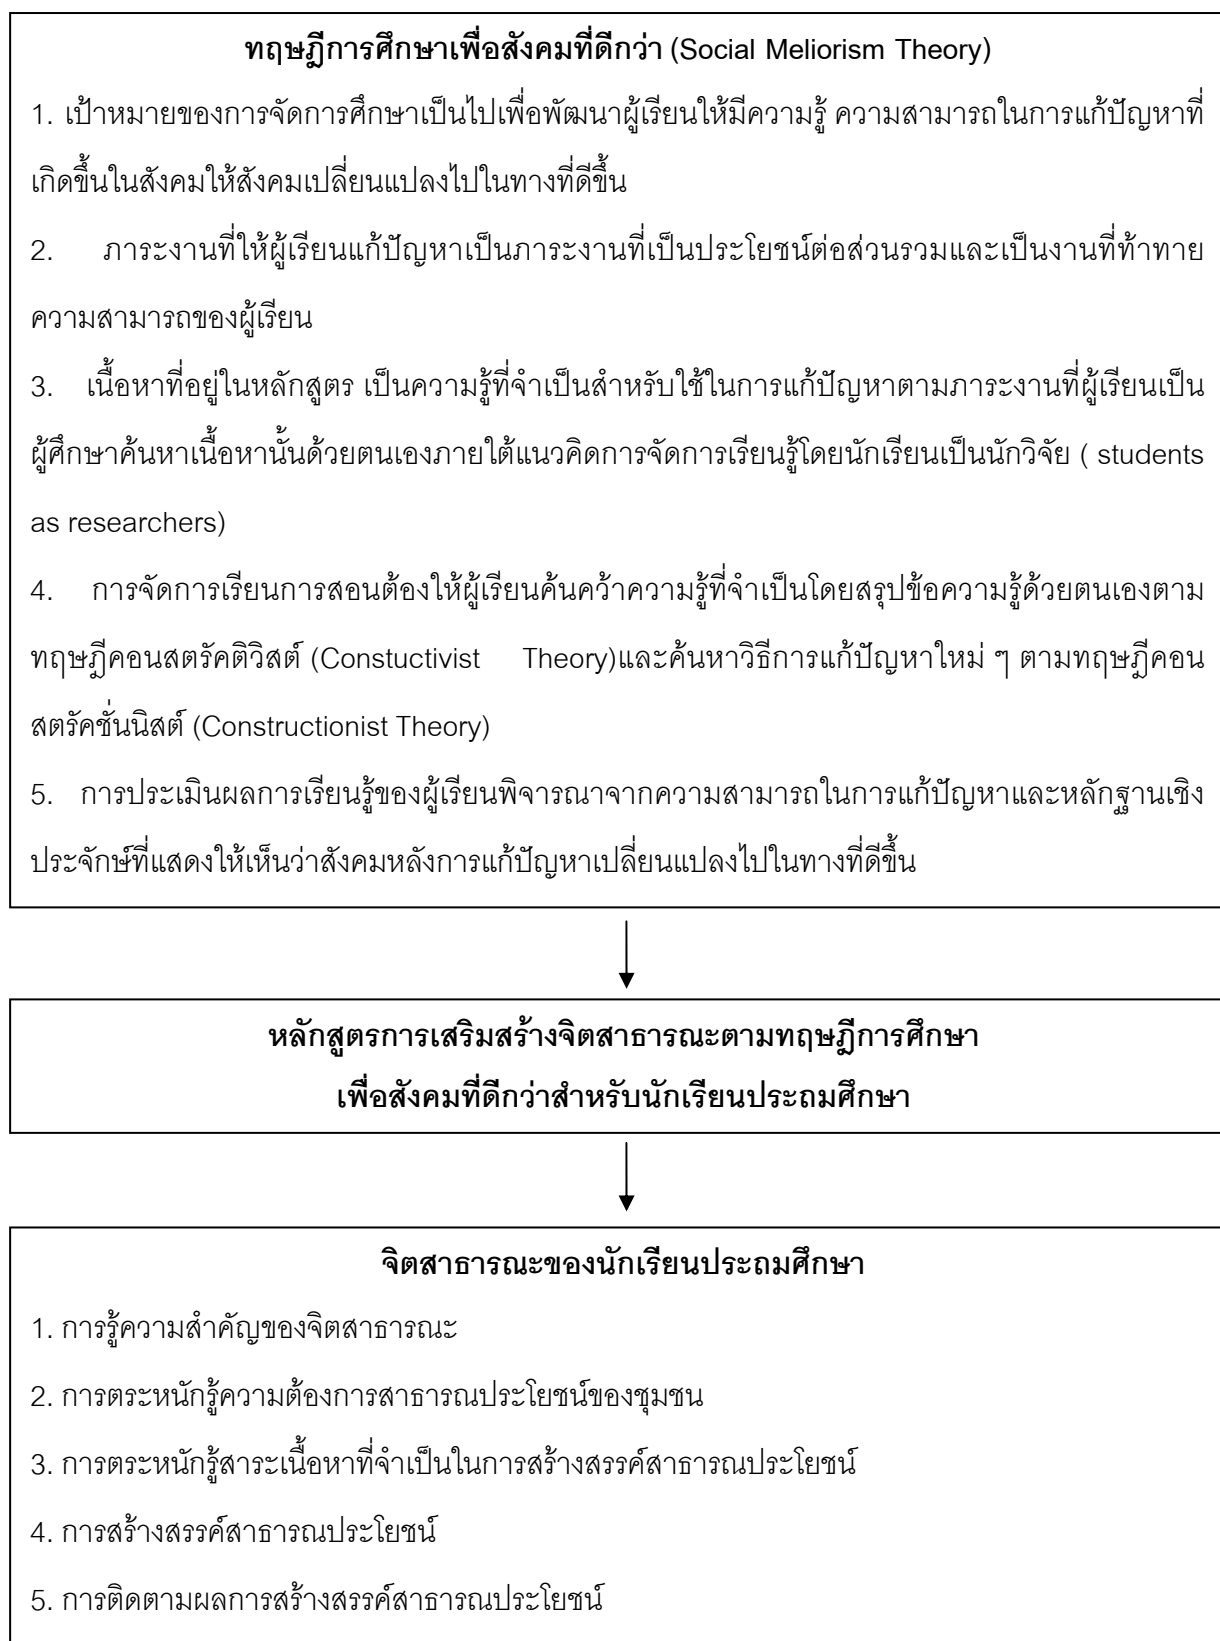 ทฤษฎีการศึกษาเพื่อสังคมที่ดีกว่า (Social Meliorism Theory)
1. เป้าหมายของการจัดการศึกษาเป็นไปเพื่อพัฒนาผู้เรียนให้มีความรู้ ความสามารถในการแก้ปัญหาที่
เกิดขึ้นในสังคมให้สังคมเปลี่ยนแปลงไปในทางที่ดีขึ้น
2. ภาระงานที่ให้ผู้เรียนแก้ปัญหาเป็นภาระงานที่เป็นประโยชน์ต่อส่วนรวมและเป็นงานที่ท้าทาย
ความสามารถของผู้เรียน
3. เนื้อหาที่อยู่ในหลักสูตร เป็นความรู้ที่จำเป็นสำหรับใช้ในการแก้ปัญหาตามภาระงานที่ผู้เรียนเป็น
ผู้ศึกษาค้นหาเนื้อหานั้นด้วยตนเองภายใต้แนวคิดการจัดการเรียนรู้โดยนักเรียนเป็นนักวิจัย ( students
as researchers)
4. การจัดการเรียนการสอนต้องให้ผู้เรียนค้นคว้าความรู้ที่จำเป็นโดยสรุปข้อความรู้ด้วยตนเองตาม
ทฤษฎีคอนสตรัคติวิสต์ (Constuctivist Theory)และค้นหาวิธีการแก้ปัญหาใหม่ ๆ ตามทฤษฎีคอน
สตรัคชั่นนิสต์ (Constructionist Theory)
5. การประเมินผลการเรียนรู้ของผู้เรียนพิจารณาจากความสามารถในการแก้ปัญหาและหลักฐานเชิง
ประจักษ์ที่แสดงให้เห็นว่าสังคมหลังการแก้ปัญหาเปลี่ยนแปลงไปในทางที่ดีขึ้น
หลักสูตรการเสริมสร้างจิตสาธารณะตามทฤษฎีการศึกษา
เพื่อสังคมที่ดีกว่าสำหรับนักเรียนประถมศึกษา
จิตสาธารณะของนักเรียนประถมศึกษา
1. การรู้ความสำคัญของจิตสาธารณะ
2. การตระหนักรู้ความต้องการสาธารณประโยชน์ของชุมชน
3. การตระหนักรู้สาระเนื้อหาที่จำเป็นในการสร้างสรรค์สาธารณประโยชน์
4. การสร้างสรรค์สาธารณประโยชน์
5. การติดตามผลการสร้างสรรค์สาธารณประโยชน์